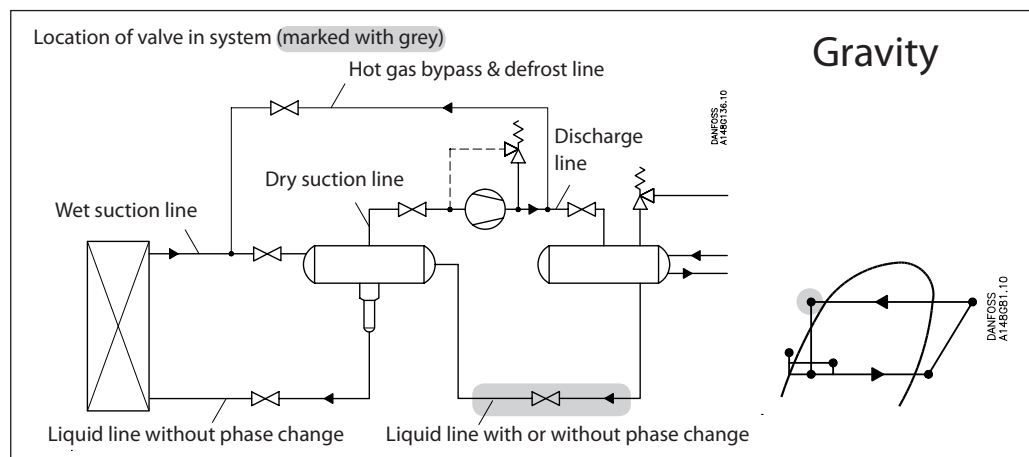 Location of valve in system (marked with grey)
Gravity
Hot gas bypass & defrost line
DANFOSS
A148G136.10
Discharge
line
Dry suction line
Wet suction line
DANFOSS
A148G81.10
Liquid line without phase change
Liquid line with or without phase change